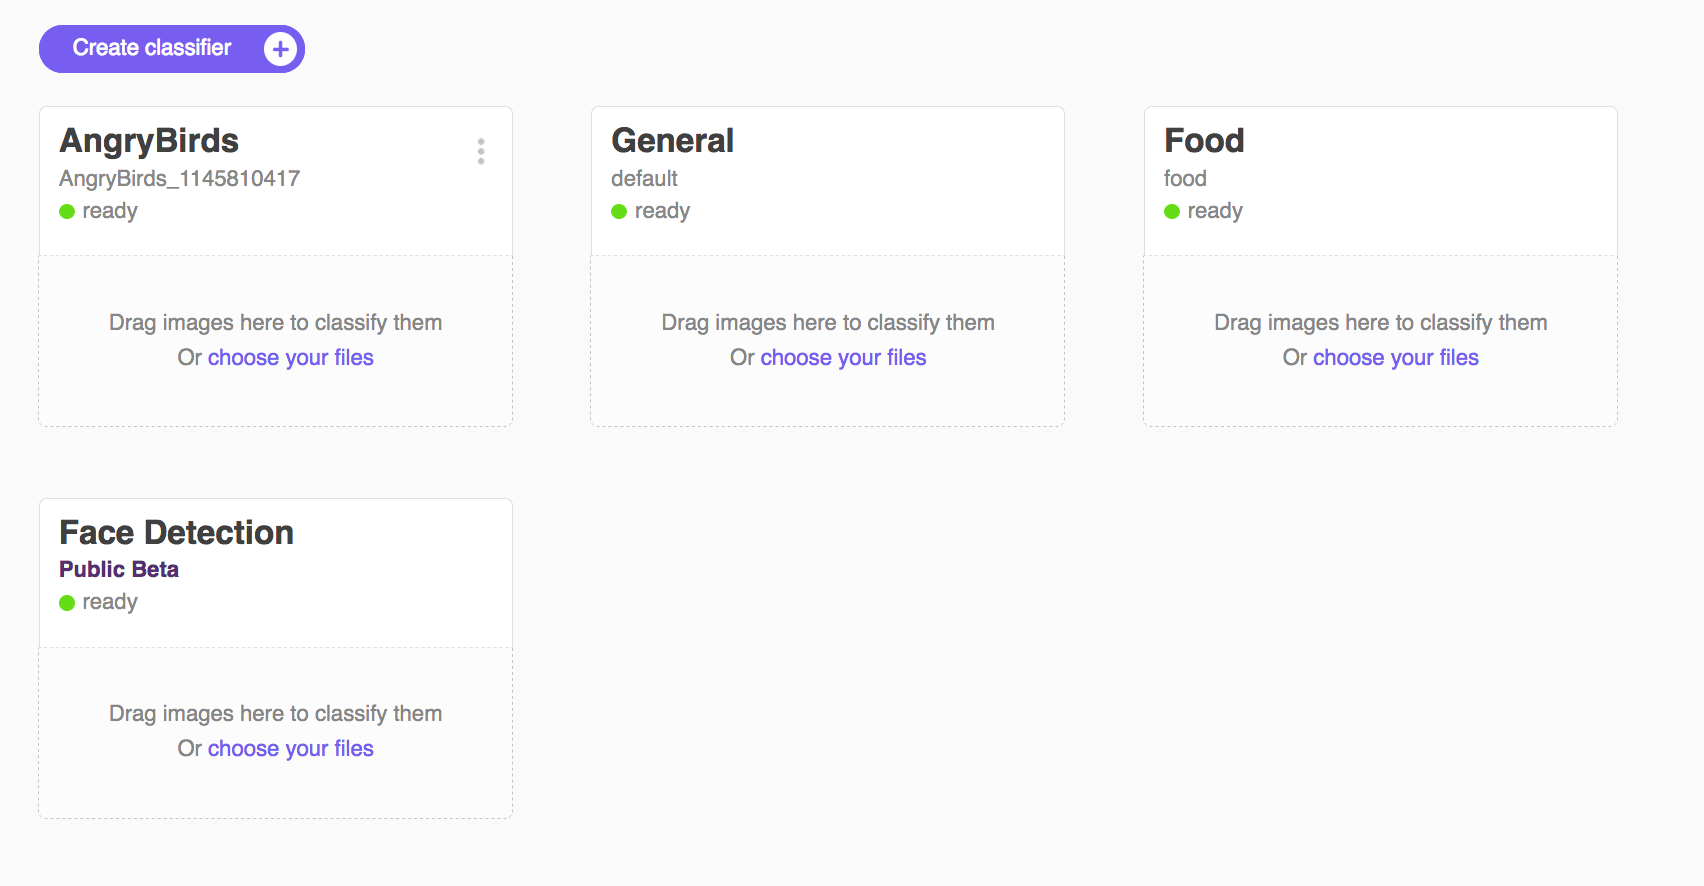 Create classifier
AngryBirds
AngryBirds_1145810417
ready
Drag images here to classify them
Or choose your files
General
default
ready
Drag images here to classify them
Or choose your files
Food
food
ready
Drag images here to classify them
Or choose your files
Face Detection
Public Beta
ready
Drag images here to classify them
Or choose your files